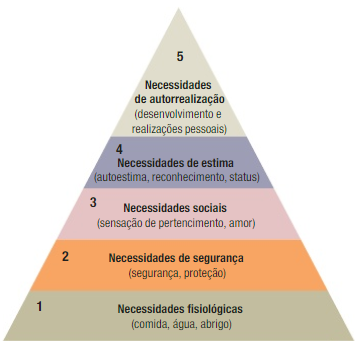 5
Necessidades
de autorrealização
(desenvolvimento e
realizações pessoais)
4
Necessidades de estima
(autoestima, reconhecimento, status)
3
Necessidades sociais
(sensação de pertencimento, amor)
2
Necessidades de segurança
(segurança, proteção)
1
Necessidades fisiológicas
(comida, água, abrigo)